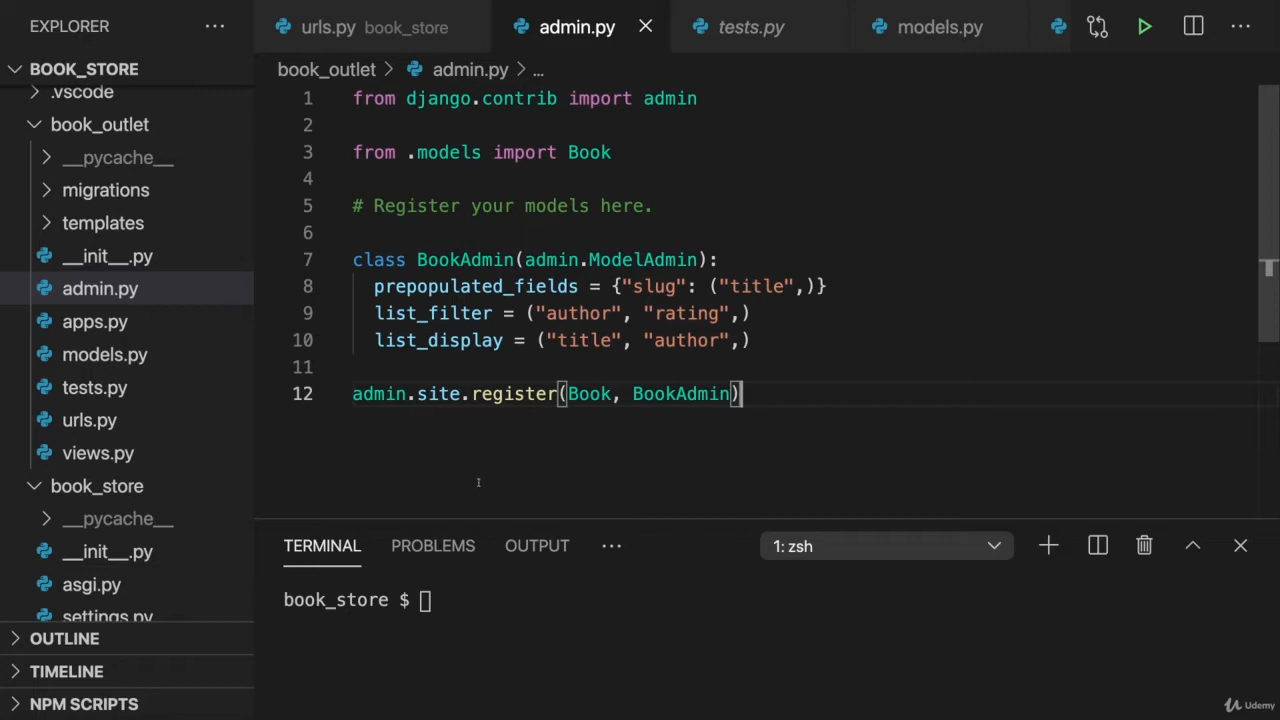 EXPLORER
BOOK_STORE
.vscode
book_outlet
__pycache__
migrations
templates
__init__.py
admin.py
apps.py
models.py
tests.py
urls.py
views.py
book_store
__pycache__
__init__.py
asgi.py
settings.py
OUTLINE
TIMELINE
NPM SCRIPTS
urls.py book_store
admin.py
tests.py
models.py
book_outlet > admin.py > ...
1 from django.contrib import admin
2
3 from .models import Book
4
5 # Register your models here.
6
7 class BookAdmin(admin.ModelAdmin):
8 prepopulated_fields = {"slug": ("title",)}
9 list_filter = ("author", "rating",)
10 list_display = ("title", "author",)
11
12 admin.site.register(Book, BookAdmin)
TERMINAL PROBLEMS OUTPUT ... 1: zsh
book_store $
Udemy